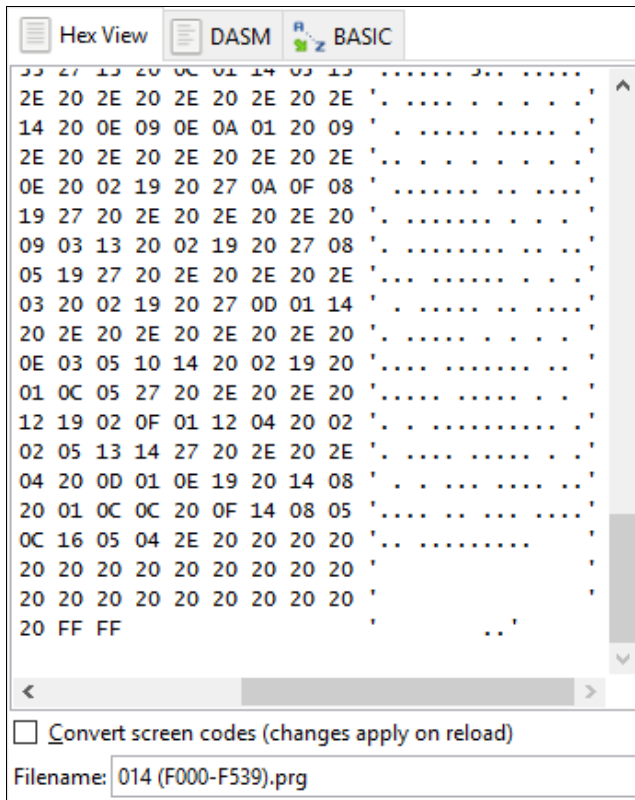 Hex View DASM BASIC
2E 20 2E 20 2E 20 2E 20 2E '. . . . . . . . .'
14 20 0E 09 0E 0A 01 20 09 ' . ..... ..... . '
2E 20 2E 20 2E 20 2E 20 2E '.. . . . . . . .'
0E 20 02 19 20 27 0A 0F 08 ' ....... .. ....'
19 27 20 2E 20 2E 20 2E 20 '. ....... . . . '
09 03 13 20 02 19 20 27 08 '. ........ .. ..'
05 19 27 20 2E 20 2E 20 2E '... ...... . . .'
03 20 02 19 20 27 0D 01 14 '. . ..... .. ....'
20 2E 20 2E 20 2E 20 2E 20 '. ..... . . . . '
0E 03 05 10 14 20 02 19 20 '.... ....... .. '
01 0C 05 27 20 2E 20 2E 20 '..... ...... . . '
12 19 02 0F 01 12 04 20 02 '. . .......... .'
02 05 13 14 27 20 2E 20 2E '.... ....... . .'
04 20 0D 01 0E 19 20 14 08 ' . . ... .... ..'
20 01 0C 0C 20 0F 14 08 05 '.... .. ... ....'
0C 16 05 04 2E 20 20 20 20 '.. ......... '
20 20 20 20 20 20 20 20 20 ' '
20 20 20 20 20 20 20 20 20 ' '
20 FF FF ' ..'
Convert screen codes (changes apply on reload)
Filename: 014 (F000-F539).prg